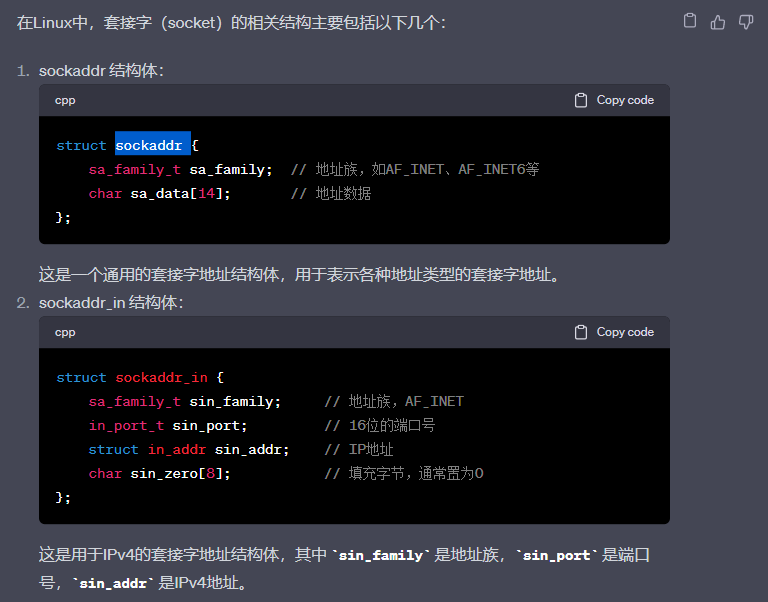 在Linux中，套接字（socket）的相关结构主要包括以下几个：
1. sockaddr 结构体：
cpp
Copy code
struct sockaddr {
    sa_family_t sa_family;  // 地址族，如AF_INET、AF_INET6等
    char sa_data[14];       // 地址数据
};
这是一个通用的套接字地址结构体，用于表示各种地址类型的套接字地址。
2. sockaddr_in 结构体：
cpp
Copy code
struct sockaddr_in {
    sa_family_t sin_family;     // 地址族，AF_INET
    in_port_t sin_port;         // 16位的端口号
    struct in_addr sin_addr;    // IP地址
    char sin_zero[8];           // 填充字节，通常置为0
};
这是用于IPv4的套接字地址结构体，其中 `sin_family` 是地址族，`sin_port` 是端口
号，`sin_addr` 是IPv4地址。